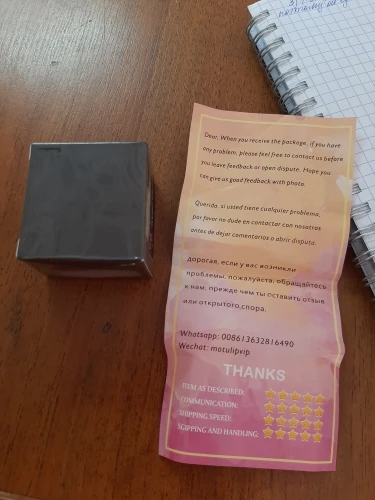 Dear, When you receive the package, if you have
any problem, please feel free to contact us before
you leave feedback or open dispute. Hope you
can give us good feedback with photo.
Querido, si usted tiene cualquier problema,
por favor no dude en contactar con nosotros
antes de dejar comentarios o abrir disputa.
дорогая, если у вас возникли
проблемы, пожалуйста, обращайтесь
к нам, прежде чем ты оставить отзыв
или открытого,спора.
Whatsapp: 008613632816490
Wechat: motulipvip
THANKS
ITEM AS DESCRIBED:
COMMUNICATION:
SHIPPING SPEED:
SGIPPING AND HANDLING: